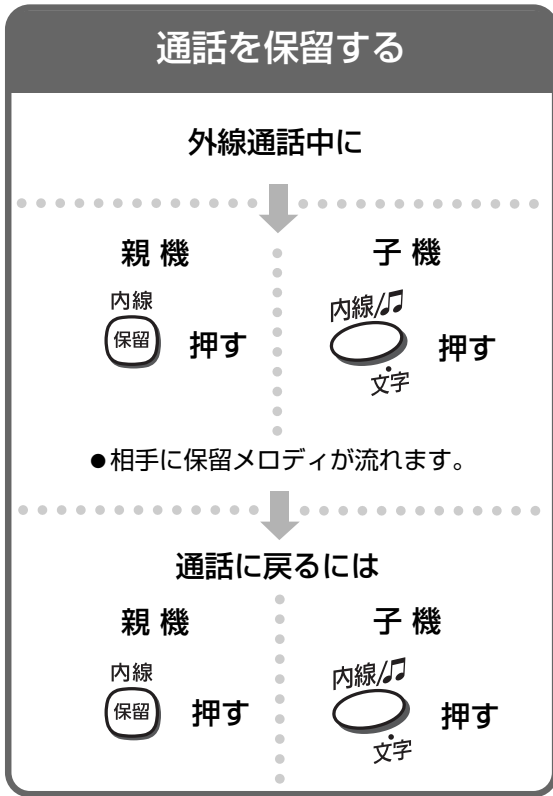 通話を保留する
外線通話中に
親機
子機
内線
保留
押す
内線/♫
文字
押す
●相手に保留メロディが流れます。
通話に戻るには
親機
子機
内線
保留
押す
内線/♫
文字
押す